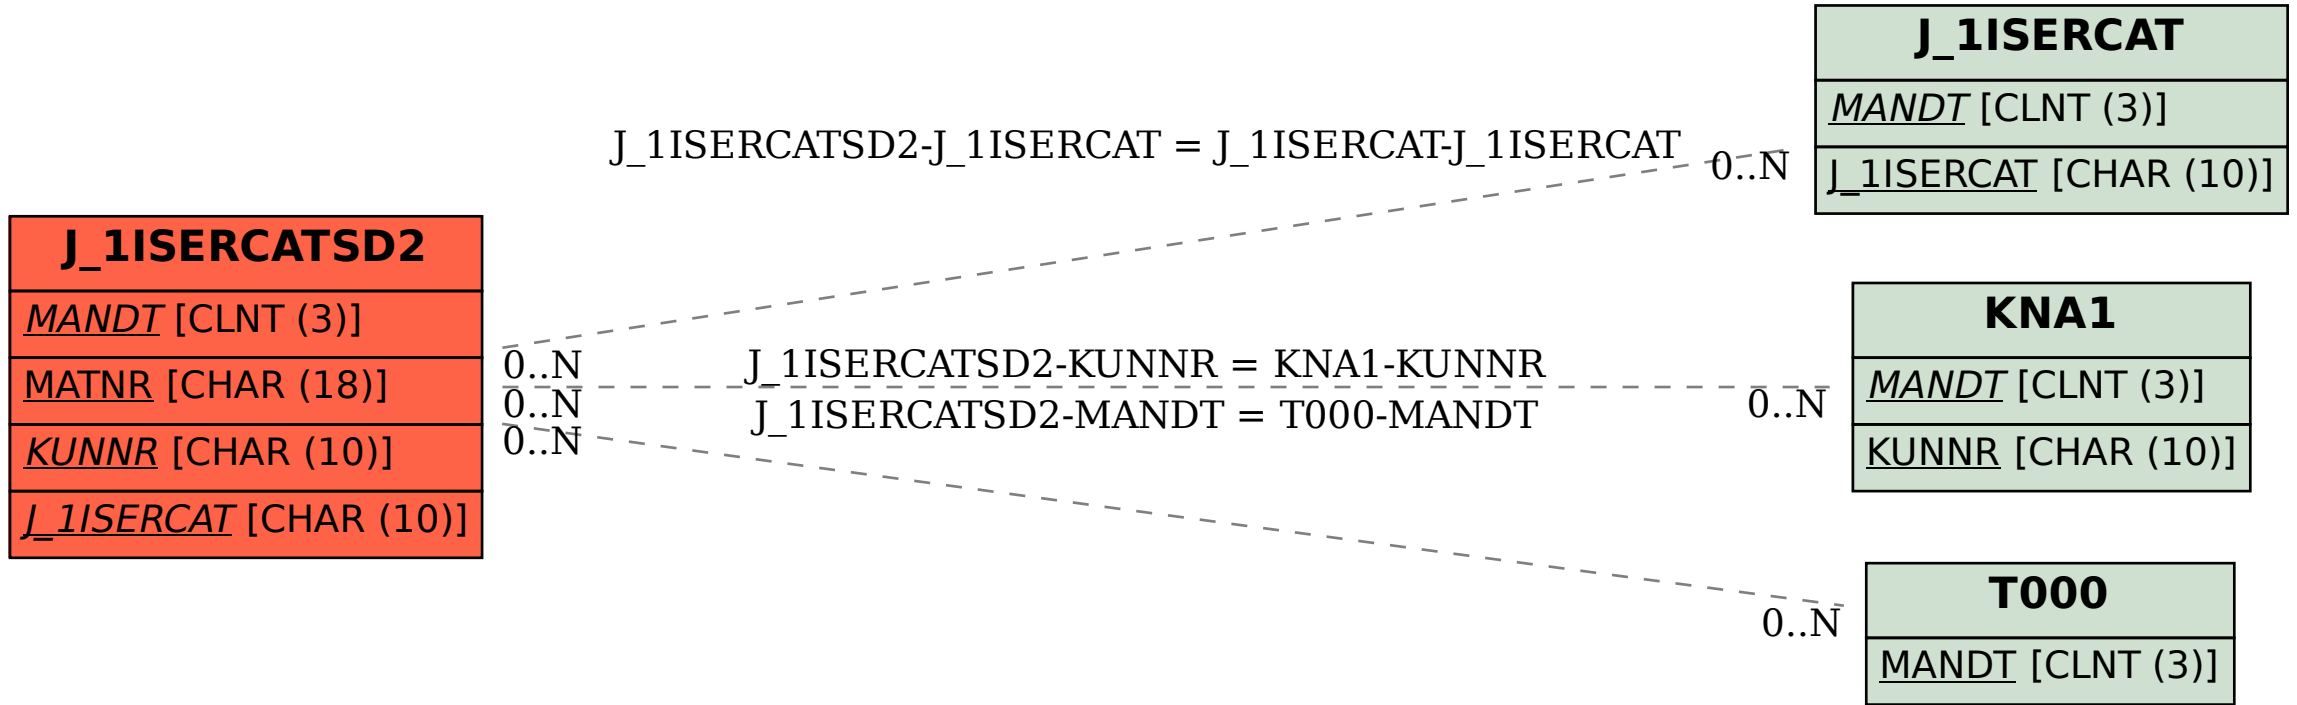 J_1ISERCATSD2
MANDT [CLNT (3)]
MATNR [CHAR (18)]
KUNNR [CHAR (10)]
J_1ISERCAT [CHAR (10)]
J_1ISERCATSD2-J_1ISERCAT = J_1ISERCAT-J_1ISERCAT
0..N
0..N
J_1ISERCATSD2-KUNNR = KNA1-KUNNR
0..N
0..N
J_1ISERCATSD2-MANDT = T000-MANDT
0..N
0..N
J_1ISERCAT
MANDT [CLNT (3)]
J_1ISERCAT [CHAR (10)]
KNA1
MANDT [CLNT (3)]
KUNNR [CHAR (10)]
T000
MANDT [CLNT (3)]